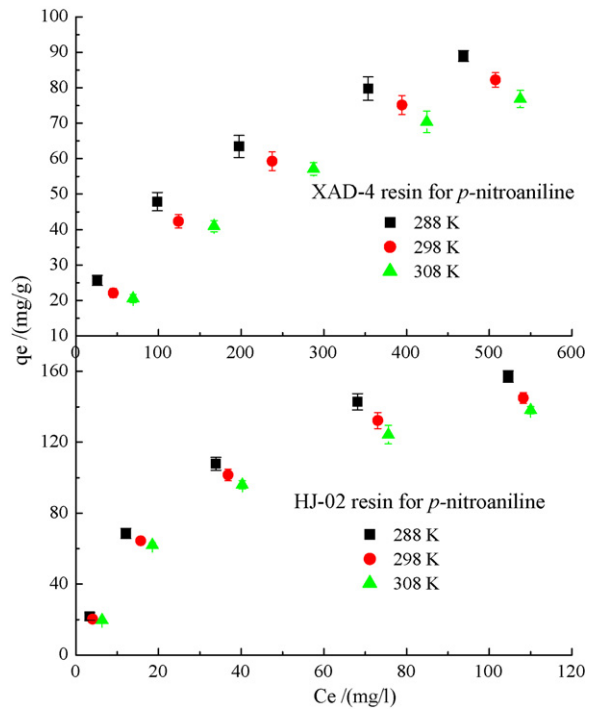 100
90
80
70
60
50
40
30
20
10
XAD-4 resin for p-nitroaniline
288 K
298 K
308 K
0 100 200 300 400 500 600
qe /(mg/g)
160
120
80
40
0
HJ-02 resin for p-nitroaniline
288 K
298 K
308 K
0 20 40 60 80 100 120
Ce /(mg/l)